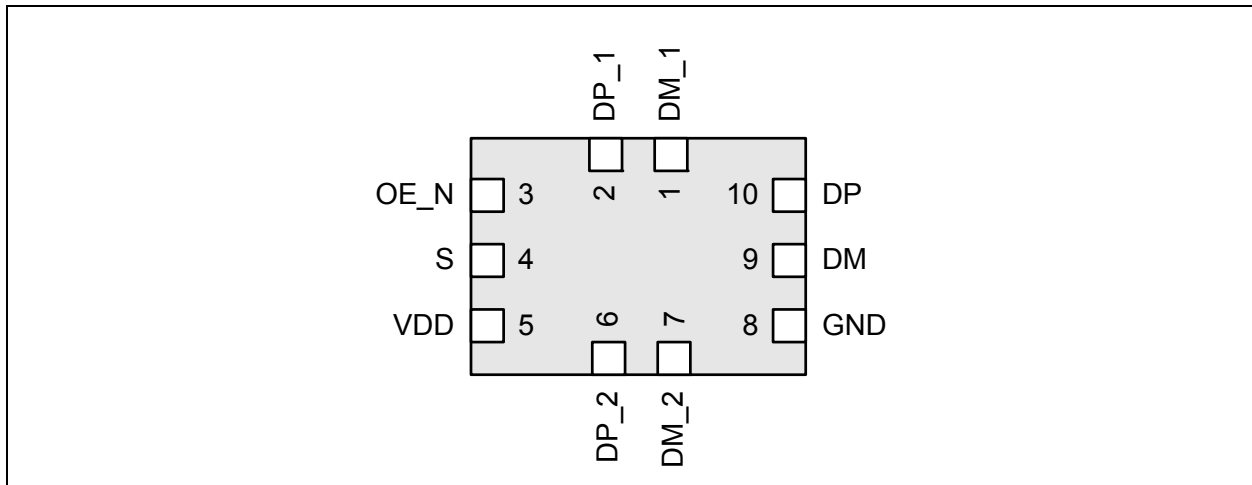 DP_1
DM_1
OE_N 3 2 1 10 DP
S 4 9 DM
VDD 5 6 7 8 GND
DP_2
DM_2